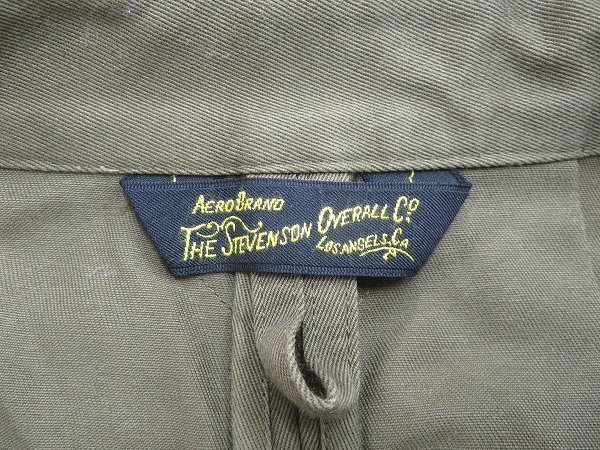 AERO BRAND
THE STEVENSON OVERALL CO.
LOS ANGELS, CA